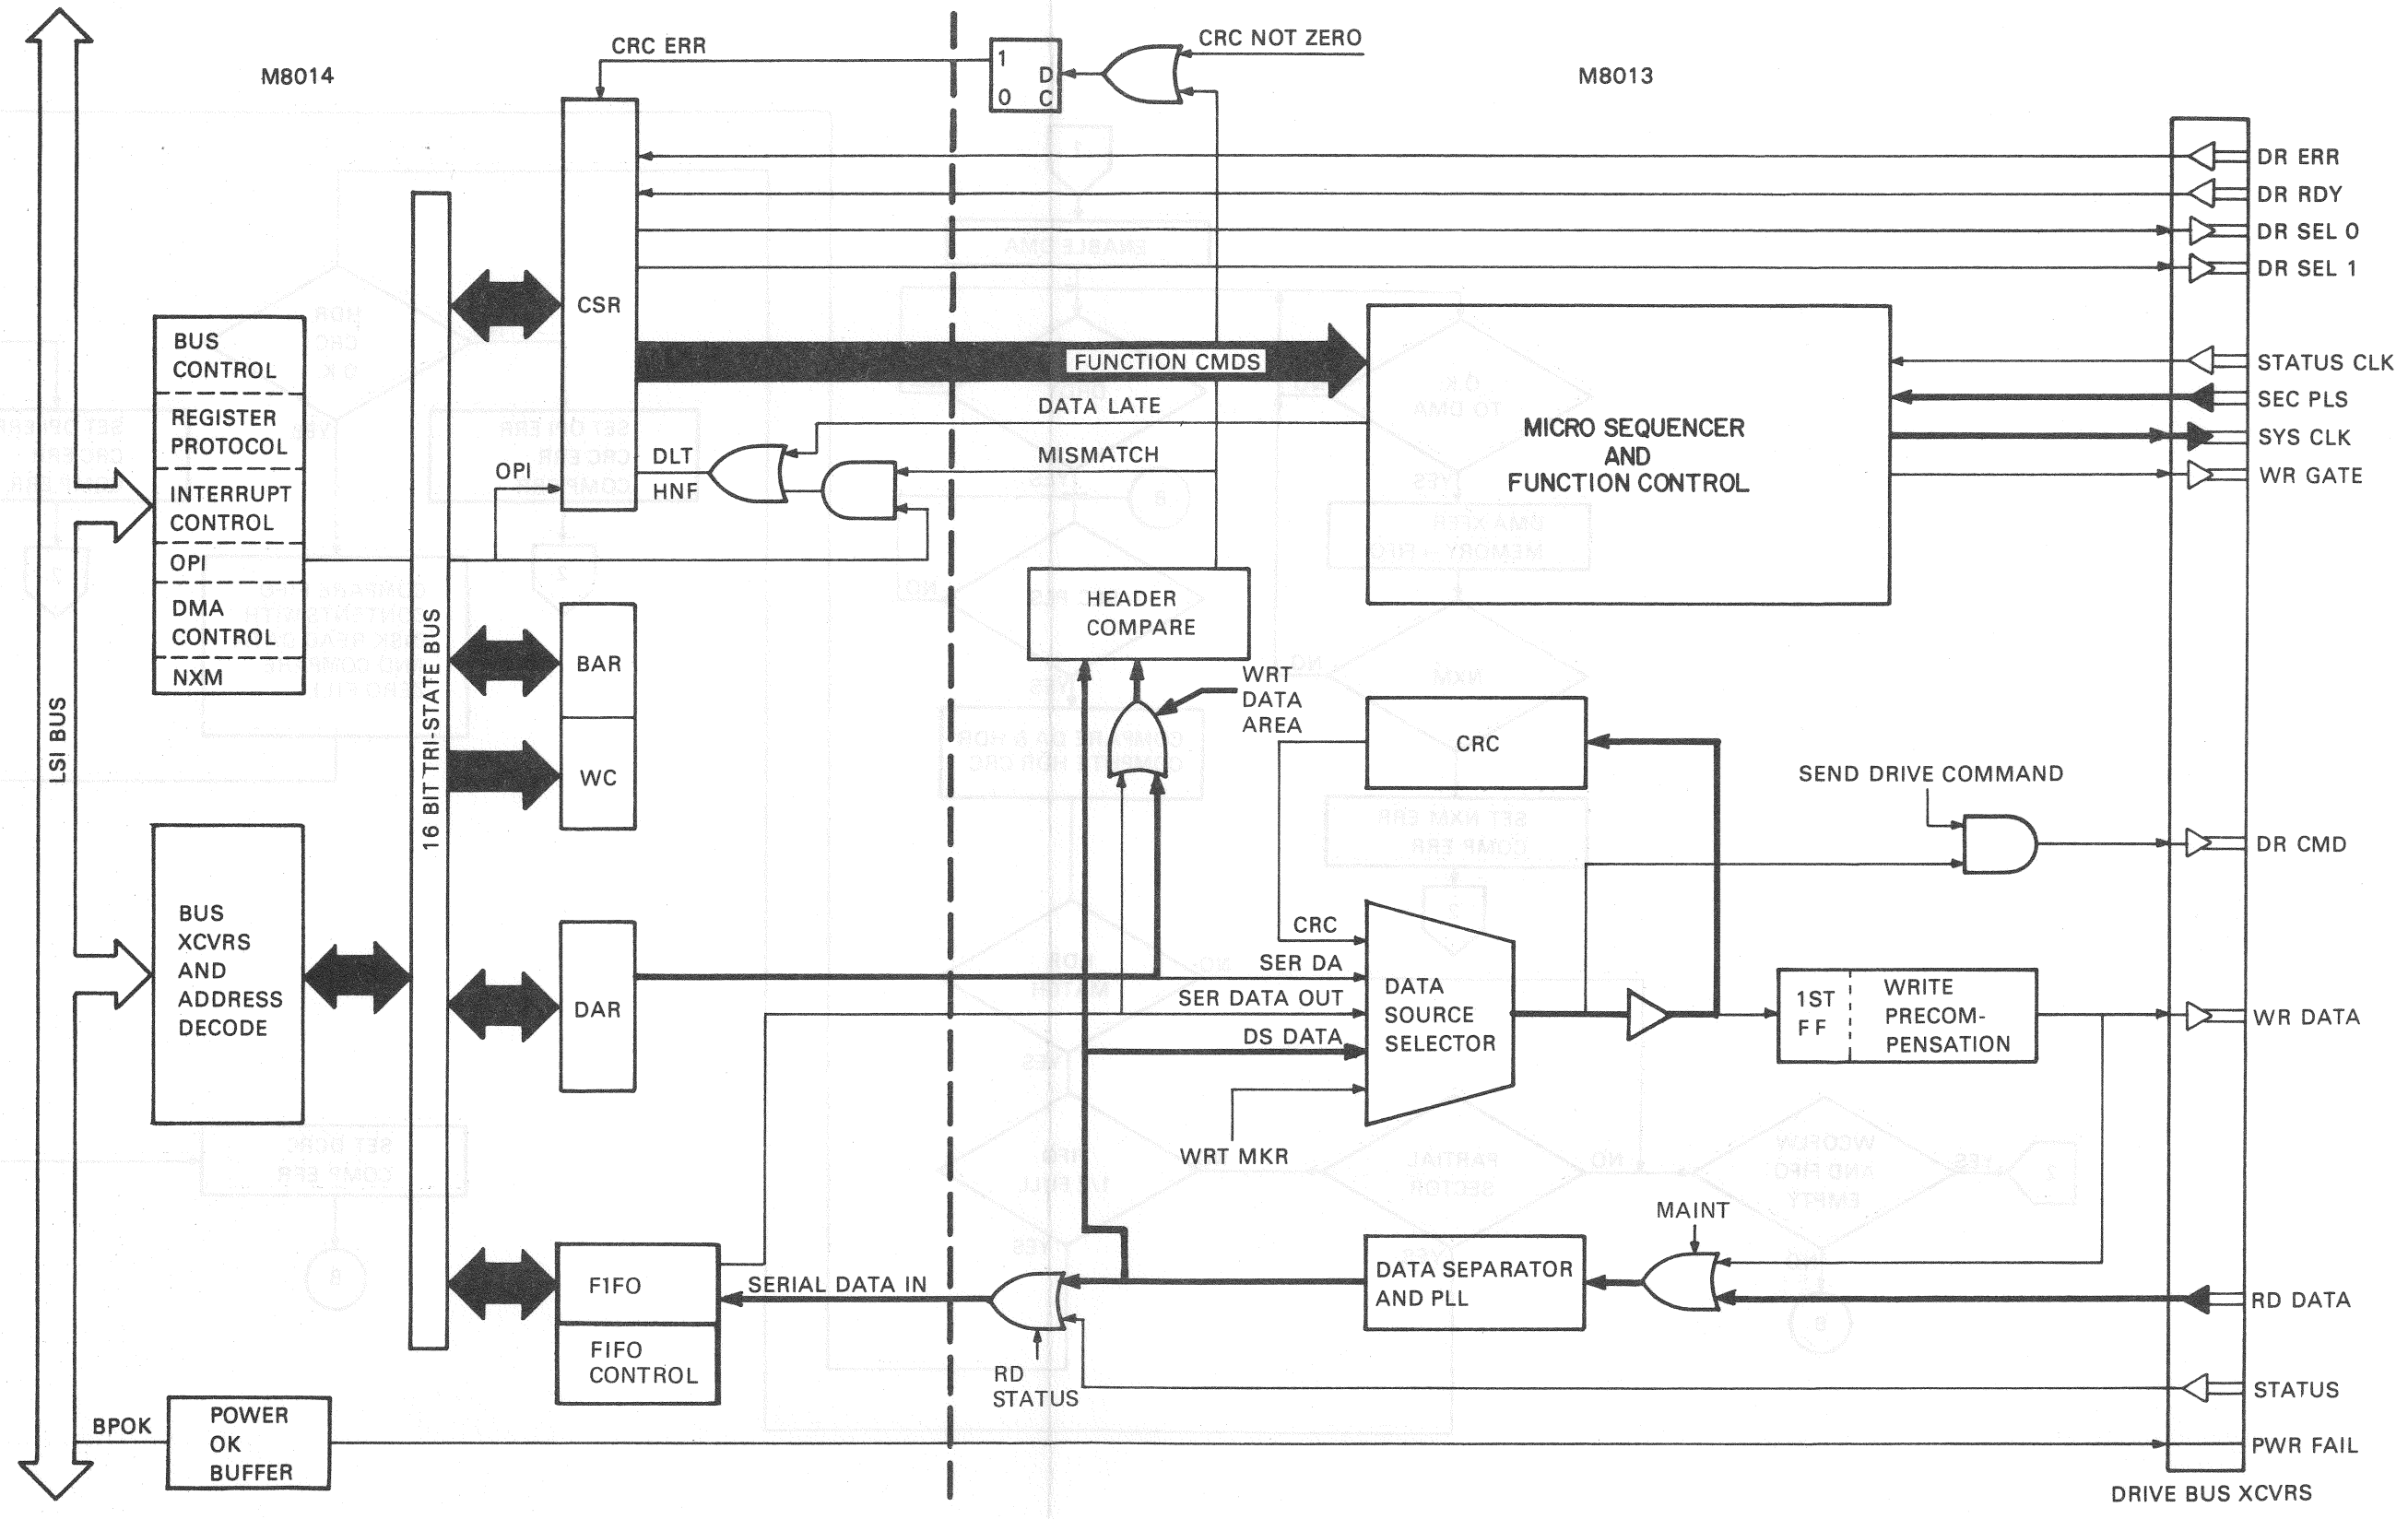 CRC ERR
1
D
0
C
CRC NOT ZERO
M8014
M8013
DR ERR
DR RDY
DR SEL 0
DR SEL 1
CSR
BUS
CONTROL
REGISTER
PROTOCOL
INTERRUPT
CONTROL
OPI
DMA
CONTROL
NXM
FUNCTION CMDS
DATA LATE
OPI
DLT
HNF
MISMATCH
MICRO SEQUENCER
AND
FUNCTION CONTROL
STATUS CLK
SEC PLS
SYS CLK
WR GATE
HEADER
COMPARE
LSI BUS
16 BIT TRI-STATE BUS
BAR
WC
WRT
DATA
AREA
CRC
SEND DRIVE COMMAND
DR CMD
BUS
XCVRS
AND
ADDRESS
DECODE
DAR
CRC
SER DA
SER DATA OUT
DS DATA
WRT MKR
DATA
SOURCE
SELECTOR
1ST
FF
WRITE
PRECOM-
PENSATION
WR DATA
FIFO
FIFO
CONTROL
SERIAL DATA IN
RD
STATUS
DATA SEPARATOR
AND PLL
MAINT
RD DATA
STATUS
BPOK
POWER
OK
BUFFER
PWR FAIL
DRIVE BUS XCVRS